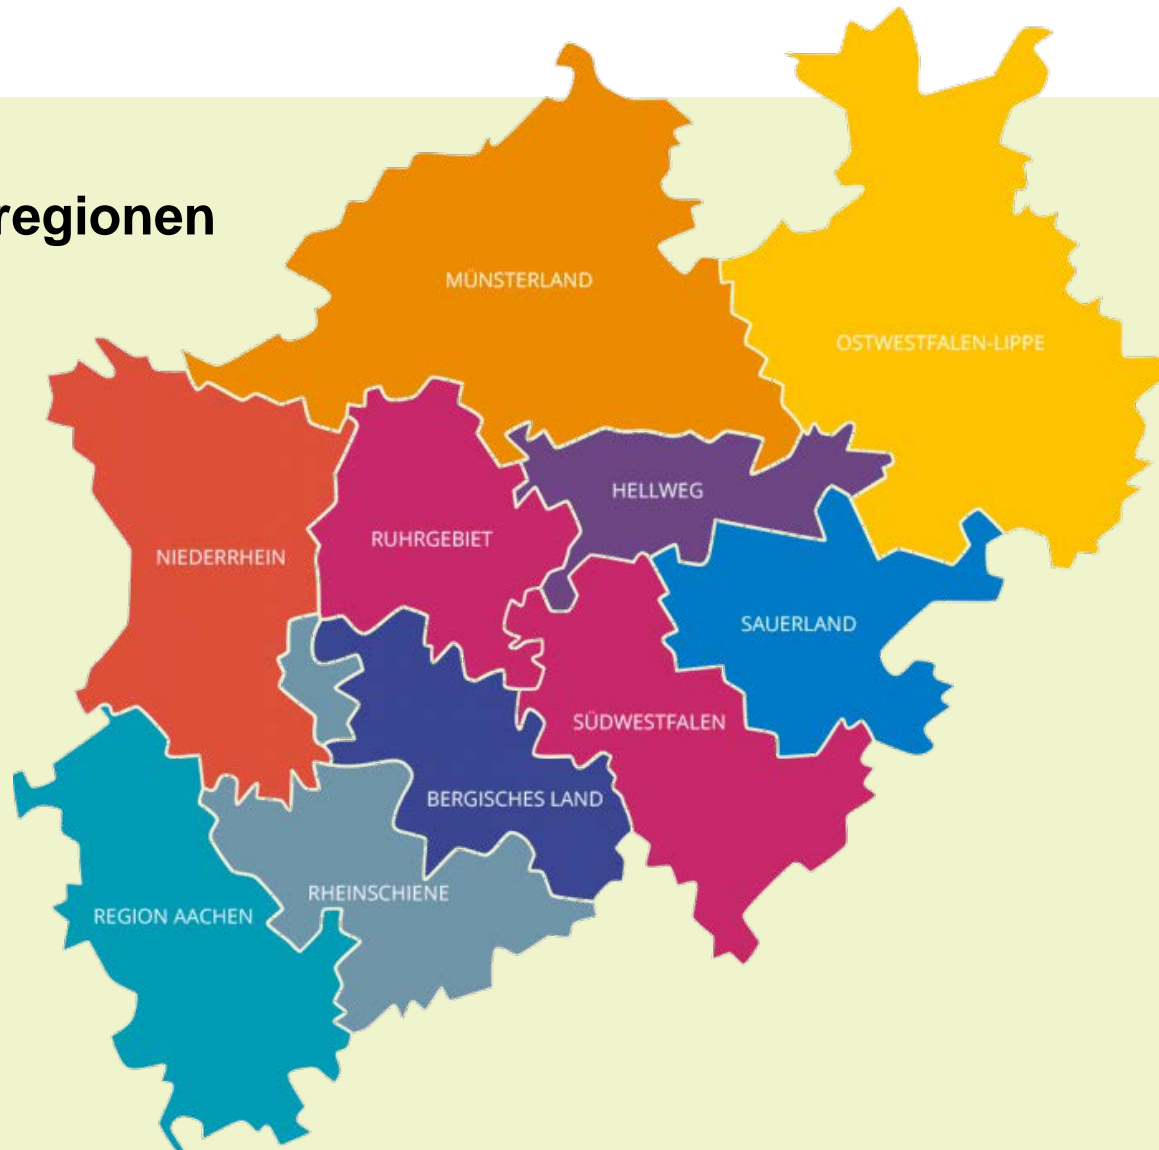 regionen
MÜNSTERLAND
OSTWESTFALEN-LIPPE
HELLWEG
RUHRGEBIET
NIEDERRHEIN
SAUERLAND
SÜDWESTFALEN
BERGISCHES LAND
RHEINSCHIENE
REGION AACHEN